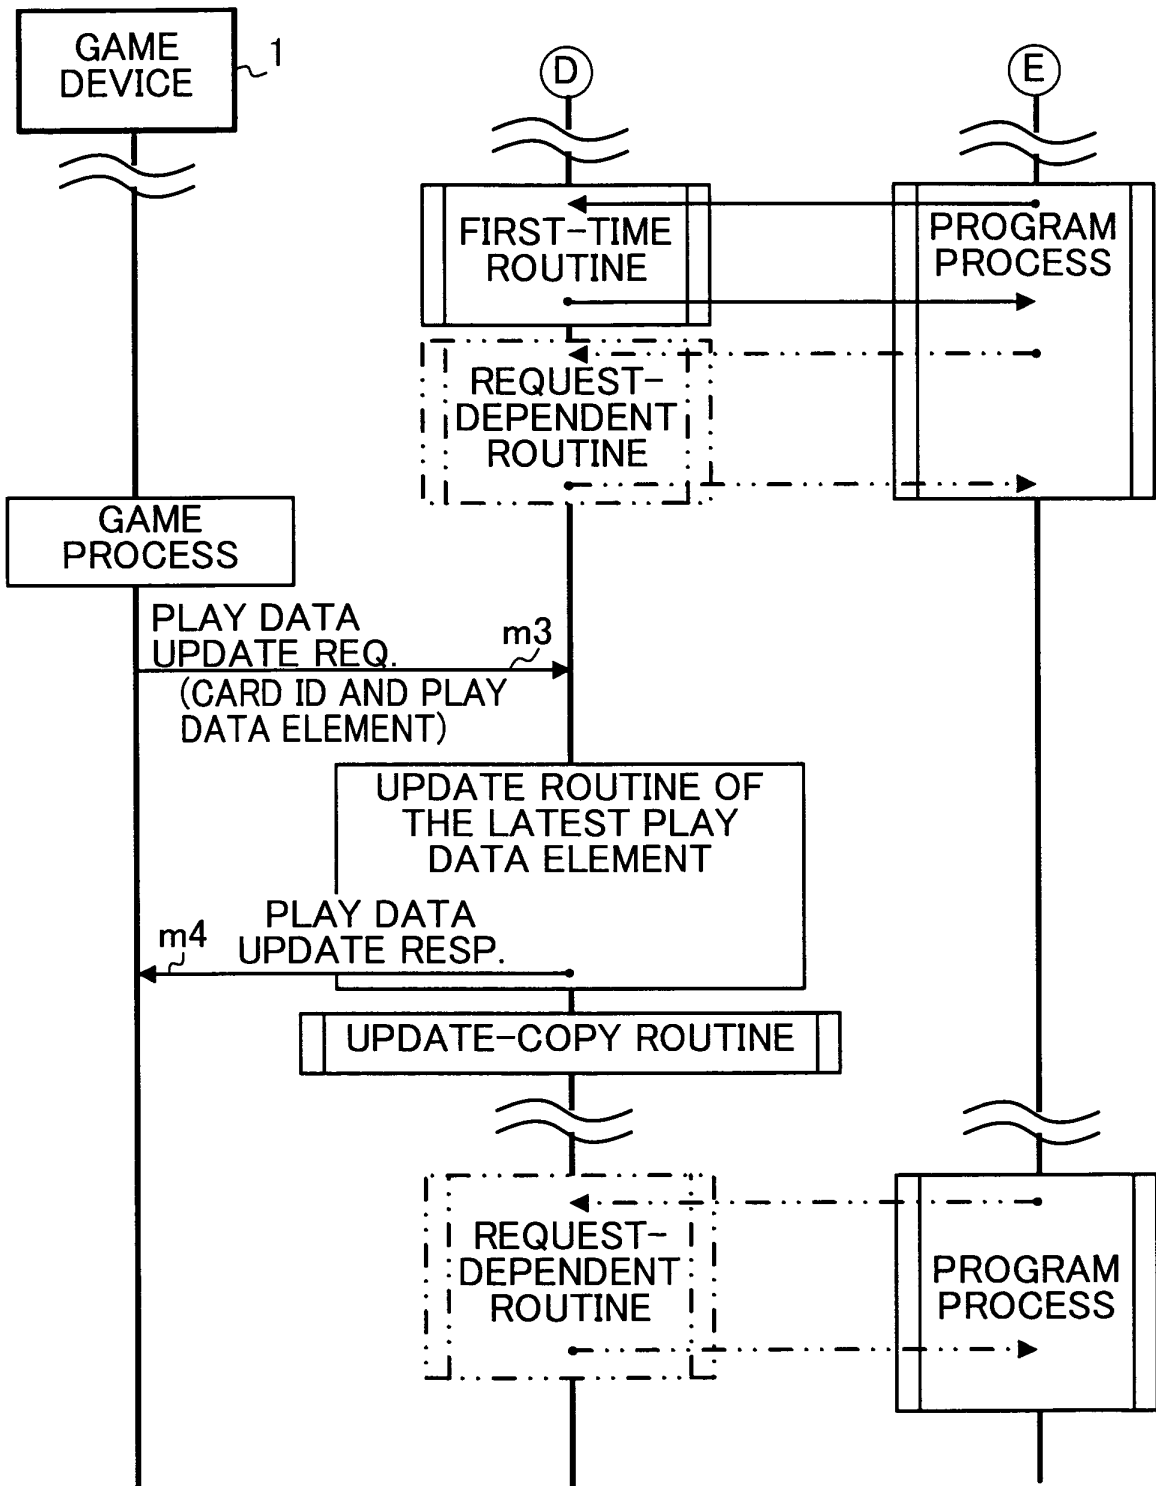 GAME
DEVICE
1
D
E
FIRST-TIME
ROUTINE
PROGRAM
PROCESS
REQUEST-
DEPENDENT
ROUTINE
GAME
PROCESS
PLAY DATA
UPDATE REQ.
m3
(CARD ID AND PLAY
DATA ELEMENT)
UPDATE ROUTINE OF
THE LATEST PLAY
DATA ELEMENT
PLAY DATA
UPDATE RESP.
m4
UPDATE-COPY ROUTINE
REQUEST-
DEPENDENT
ROUTINE
PROGRAM
PROCESS